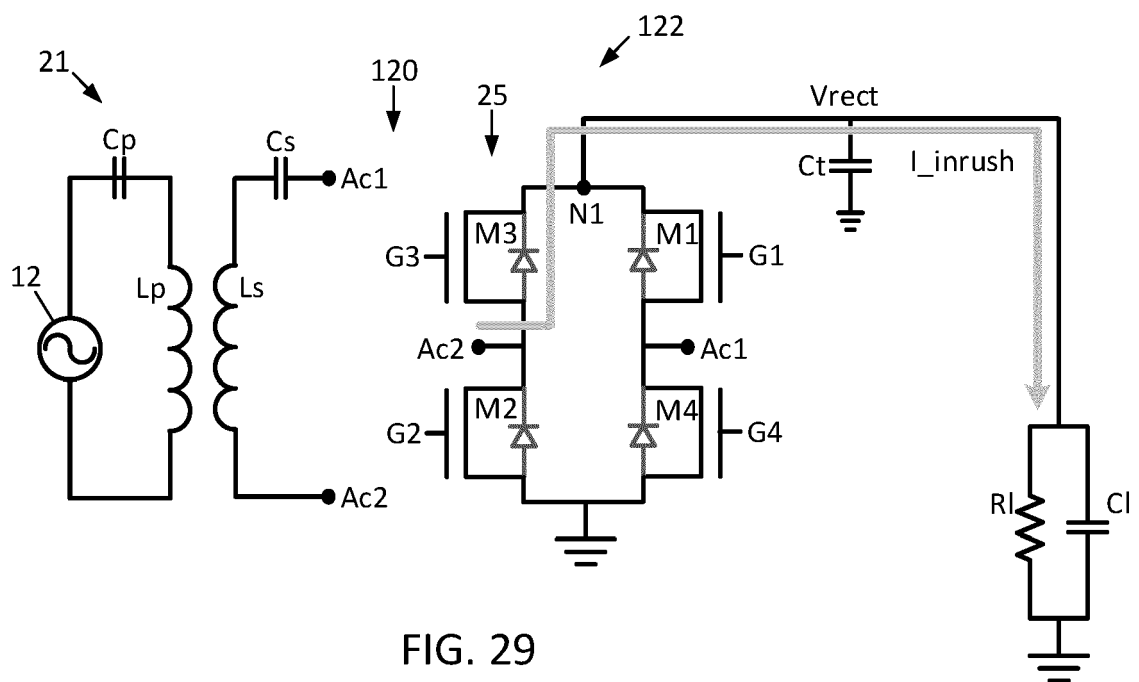 122
21
120
25
Vrect
Cp
Cs
Ct
I_inrush
Ac1
N1
M3
M1
G3
G1
12
Lp
Ls
Ac2
Ac1
M2
M4
G2
G4
Ac2
Rl
Cl
FIG. 29